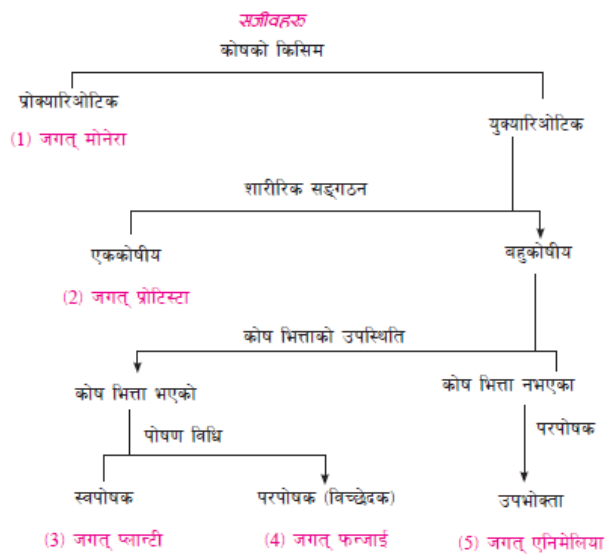 सजीवहरू
कोषको किसिम
प्रोक्यारिओटिक
(1) जगत् मोनेरा
युक्यारिओटिक
शारीरिक सङ्गठन
एककोषीय
बहुकोषीय
(2) जगत् प्रोटिस्टा
कोष भित्ताको उपस्थिति
कोष भित्ता भएको
कोष भित्ता नभएका
पोषण विधि
परपोषक
स्वपोषक
परपोषक (विच्छेदक)
उपभोक्ता
(3) जगत् प्लान्टी
(4) जगत् फन्जाई
(5) जगत् एनिमेलिया